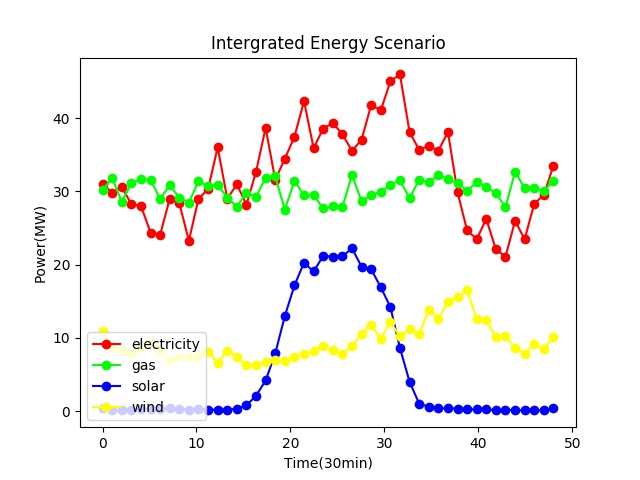 Intergrated Energy Scenario
Power(MW)
40
30
20
10
0
electricity
gas
solar
wind
0 10 20 30 40 50
Time(30min)